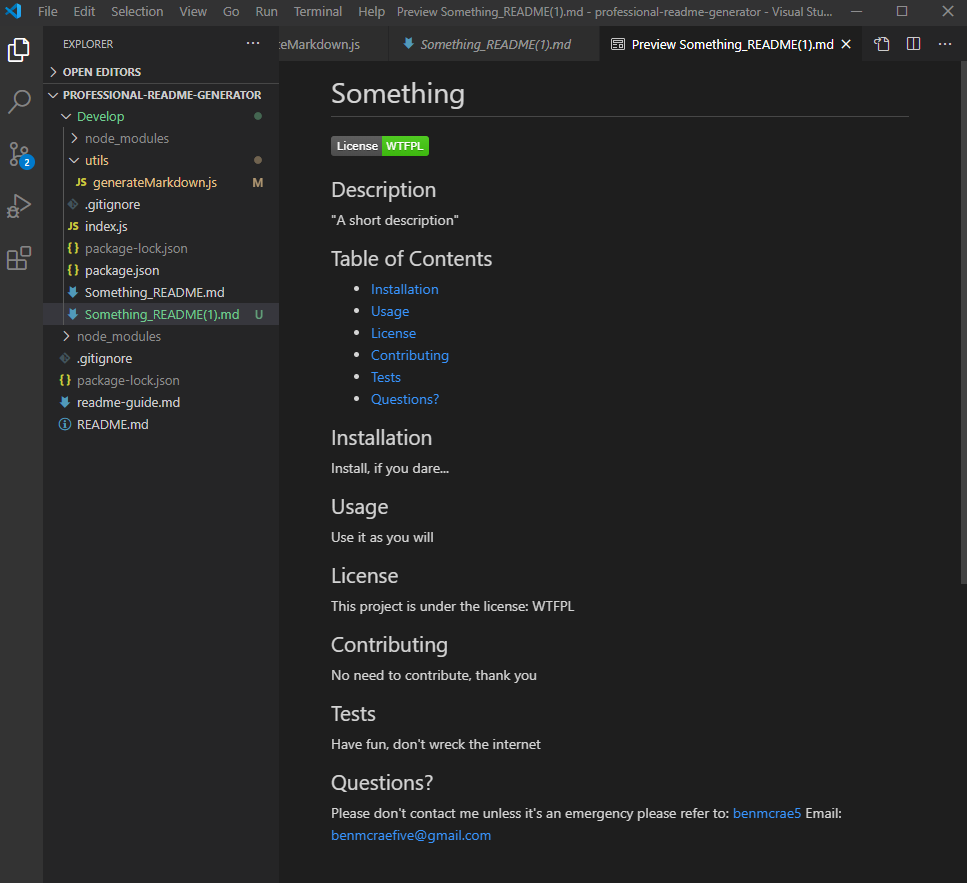 File Edit Selection View Go Run Terminal Help Preview Something_README(1).md - professional-readme-generator - Visual Stu...
EXPLORER ...
teMarkdown.js Something_README(1).md Preview Something_README(1).md
OPEN EDITORS
PROFESSIONAL-README-GENERATOR
Develop
node_modules
2
utils
JS generateMarkdown.js M
.gitignore
JS index.js
{} package-lock.json
{} package.json
Something_README.md
Something_README(1).md U
node_modules
.gitignore
{} package-lock.json
readme-guide.md
README.md
Something
License WTFPL
Description
"A short description"
Table of Contents
• Installation
• Usage
• License
• Contributing
• Tests
• Questions?
Installation
Install, if you dare...
Usage
Use it as you will
License
This project is under the license: WTFPL
Contributing
No need to contribute, thank you
Tests
Have fun, don't wreck the internet
Questions?
Please don't contact me unless it's an emergency please refer to: benmcrae5 Email:
benmcraefive@gmail.com